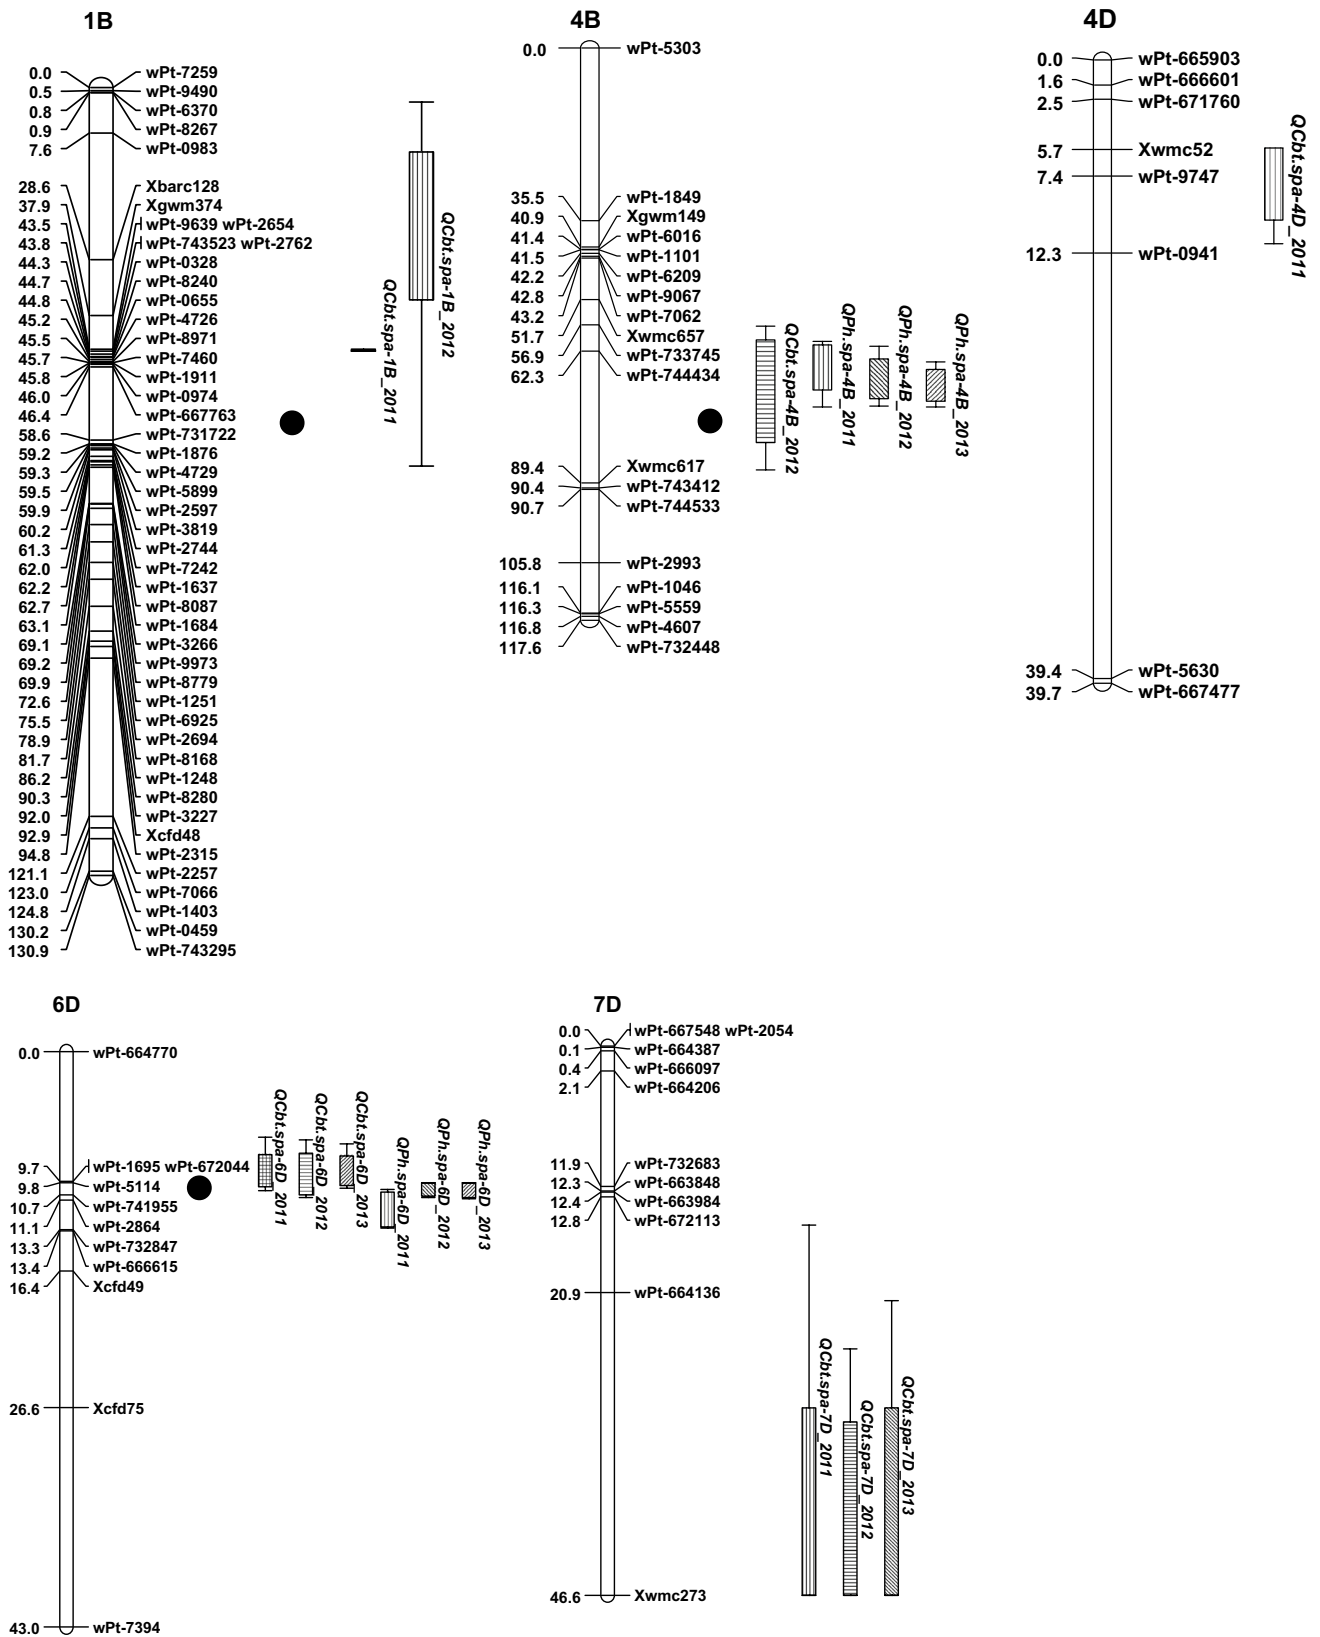 1B
0.0 wPt-7259
0.5 wPt-9490
0.8 wPt-6370
0.9 wPt-8267
7.6 wPt-0983
28.6 Xbarc128
37.9 Xgwm374
43.5 wPt-9639 wPt-2654
43.8 wPt-743523 wPt-2762
44.3 wPt-0328
44.7 wPt-8240
44.8 wPt-0655
45.2 wPt-4726
45.5 wPt-8971
45.7 wPt-7460
45.8 wPt-1911
46.0 wPt-0974
46.4 wPt-667763
58.6 wPt-731722
59.2 wPt-1876
59.3 wPt-4729
59.5 wPt-5899
59.9 wPt-2597
60.2 wPt-3819
61.3 wPt-2744
62.0 wPt-7242
62.2 wPt-1637
62.7 wPt-8087
63.1 wPt-1684
69.1 wPt-3266
69.2 wPt-9973
69.9 wPt-8779
72.6 wPt-1251
75.5 wPt-6925
78.9 wPt-2694
81.7 wPt-8168
86.2 wPt-1248
90.3 wPt-8280
92.0 wPt-3227
92.9 Xcfd48
94.8 wPt-2315
121.1 wPt-2257
123.0 wPt-7066
124.8 wPt-1403
130.2 wPt-0459
130.9 wPt-743295
QCbt.spa-1B_2011
QCbt.spa-1B_2012
4B
0.0 wPt-5303
35.5 wPt-1849
40.9 Xgwm149
41.4 wPt-6016
41.5 wPt-1101
42.2 wPt-6209
42.8 wPt-9067
43.2 wPt-7062
51.7 Xwmc657
56.9 wPt-733745
62.3 wPt-744434
89.4 Xwmc617
90.4 wPt-743412
90.7 wPt-744533
105.8 wPt-2993
116.1 wPt-1046
116.3 wPt-5559
116.8 wPt-4607
117.6 wPt-732448
QCbt.spa-4B_2012
QPh.spa-4B_2011
QPh.spa-4B_2012
QPh.spa-4B_2013
4D
0.0 wPt-665903
1.6 wPt-666601
2.5 wPt-671760
5.7 Xwmc52
7.4 wPt-9747
12.3 wPt-0941
39.4 wPt-5630
39.7 wPt-667477
QCbt.spa-4D_2011
6D
0.0 wPt-664770
9.7 wPt-1695 wPt-672044
9.8 wPt-5114
10.7 wPt-741955
11.1 wPt-2864
13.3 wPt-732847
13.4 wPt-666615
16.4 Xcfd49
26.6 Xcfd75
43.0 wPt-7394
QCbt.spa-6D_2011
QCbt.spa-6D_2012
QCbt.spa-6D_2013
QPh.spa-6D_2011
QPh.spa-6D_2012
QPh.spa-6D_2013
7D
0.0 wPt-667548 wPt-2054
0.1 wPt-664387
0.4 wPt-666097
2.1 wPt-664206
11.9 wPt-732683
12.3 wPt-663848
12.4 wPt-663984
12.8 wPt-672113
20.9 wPt-664136
46.6 Xwmc273
QCbt.spa-7D_2011
QCbt.spa-7D_2012
QCbt.spa-7D_2013